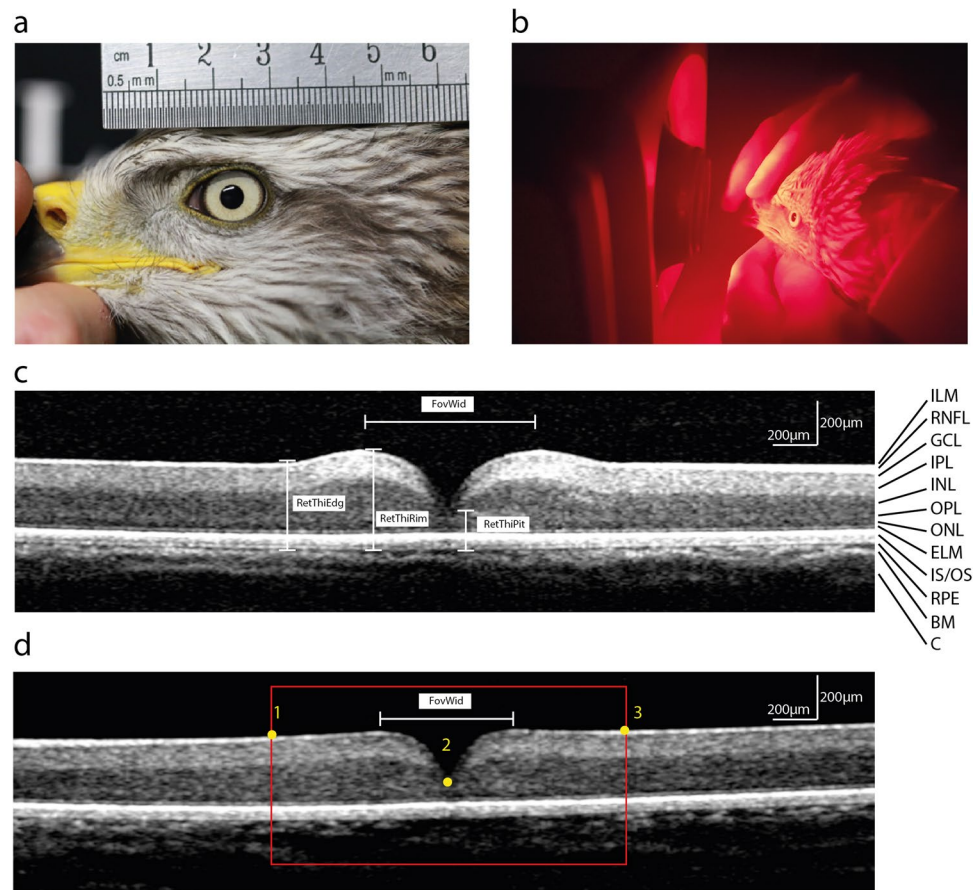 a
b
cm 1 2 3 4 5 6
0.5 mm mm
c
FovWid
200µm
200µm
RetThiEdg
RetThiRim
RetThiPit
ILM
RNFL
GCL
IPL
INL
OPL
ONL
ELM
IS/OS
RPE
BM
C
d
FovWid
200µm
200µm
1
2
3